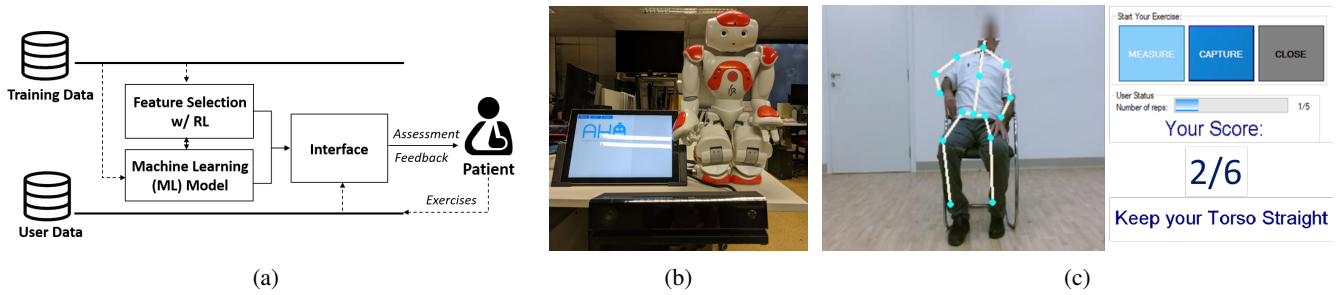 Training Data
Feature Selection
w/ RL
Machine Learning
(ML) Model
Interface
Assessment
Feedback
Patient
Exercises
User Data
(a)
AHA
(b)
Start Your Exercise:
MEASURE
CAPTURE
CLOSE
User Status
Number of reps:
1/5
Your Score:
2/6
Keep your Torso Straight
(c)